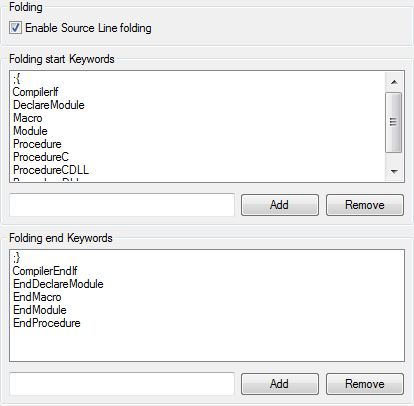 Folding
Enable Source Line folding
Folding start Keywords
;{
CompilerIf
DeclareModule
Macro
Module
Procedure
ProcedureC
ProcedureCDLL
Add
Remove
Folding end Keywords
;}
CompilerEndIf
EndDeclareModule
EndMacro
EndModule
EndProcedure
Add
Remove